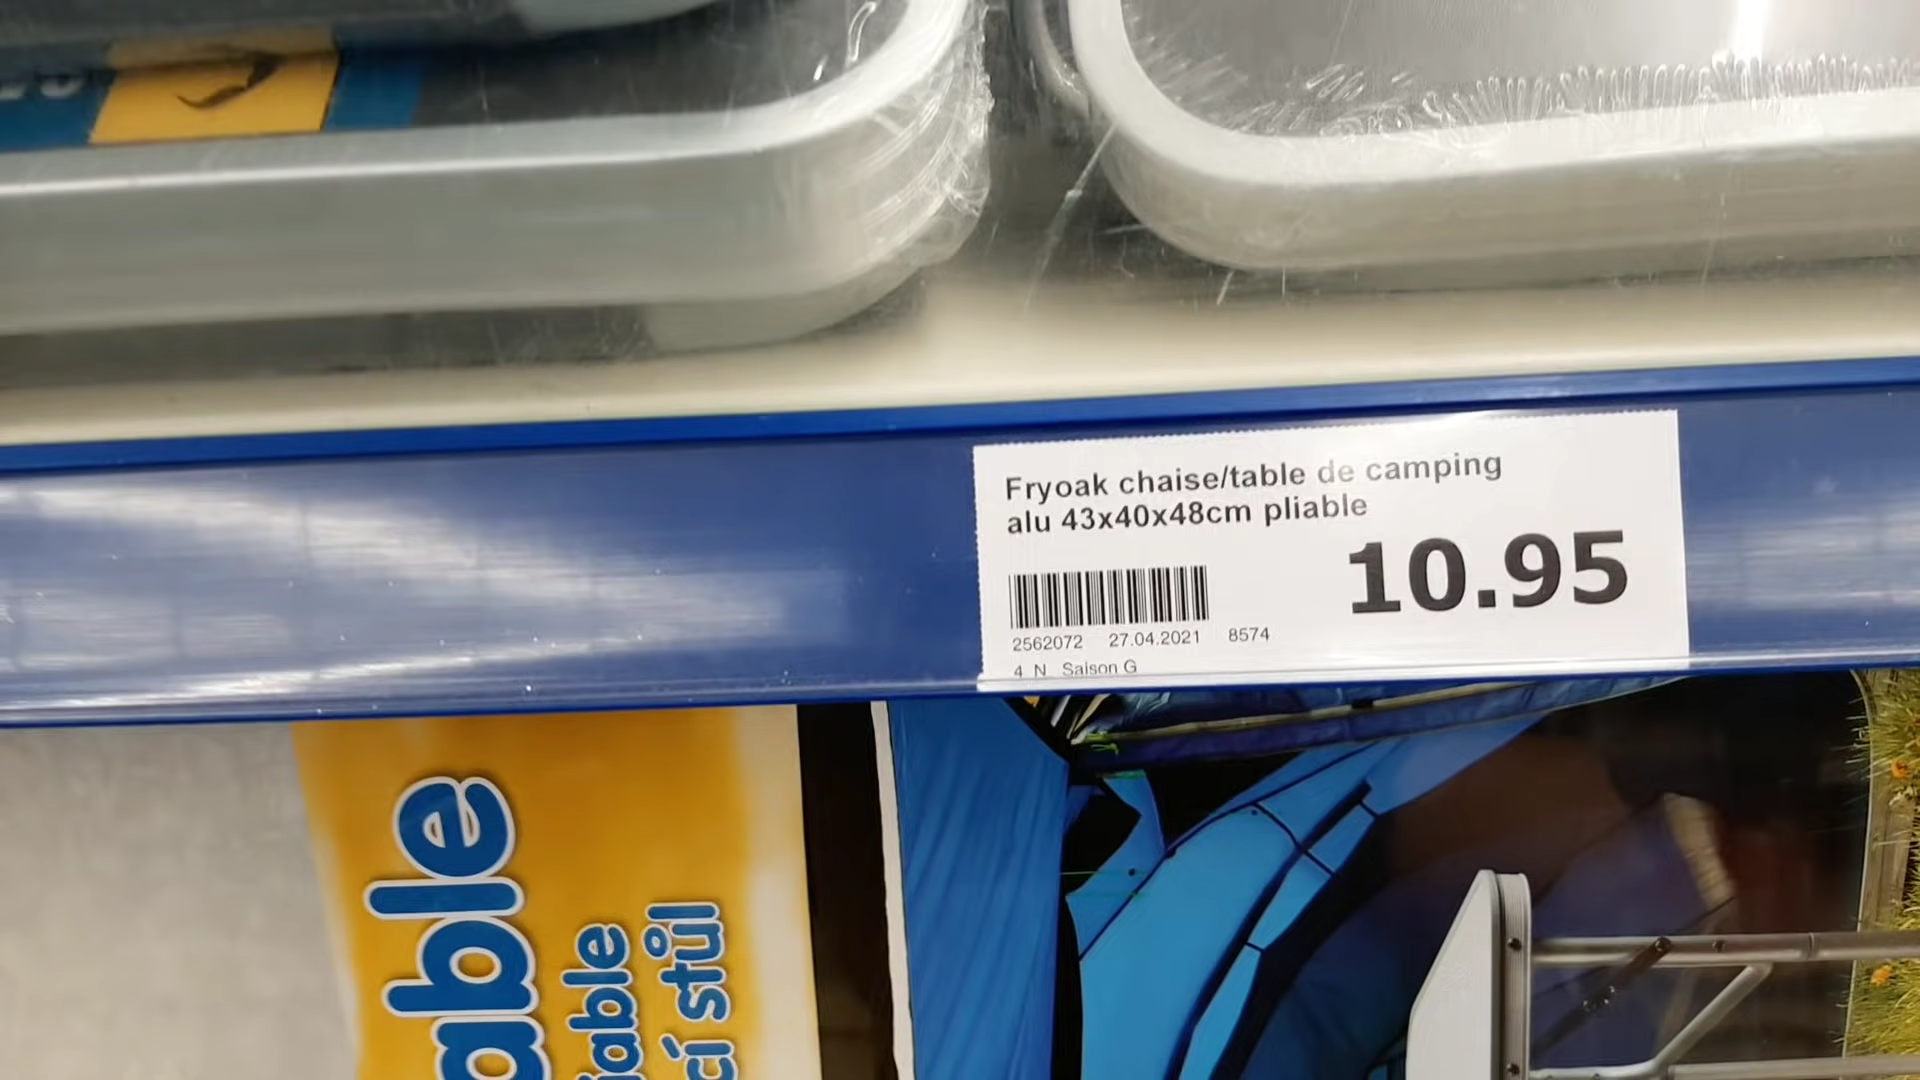 Fryoak chaise/table de camping
alu 43x40x48cm pliable
10.95
2562072 27.04.2021 8574
4 N Saison G
able
iable
cí stůl